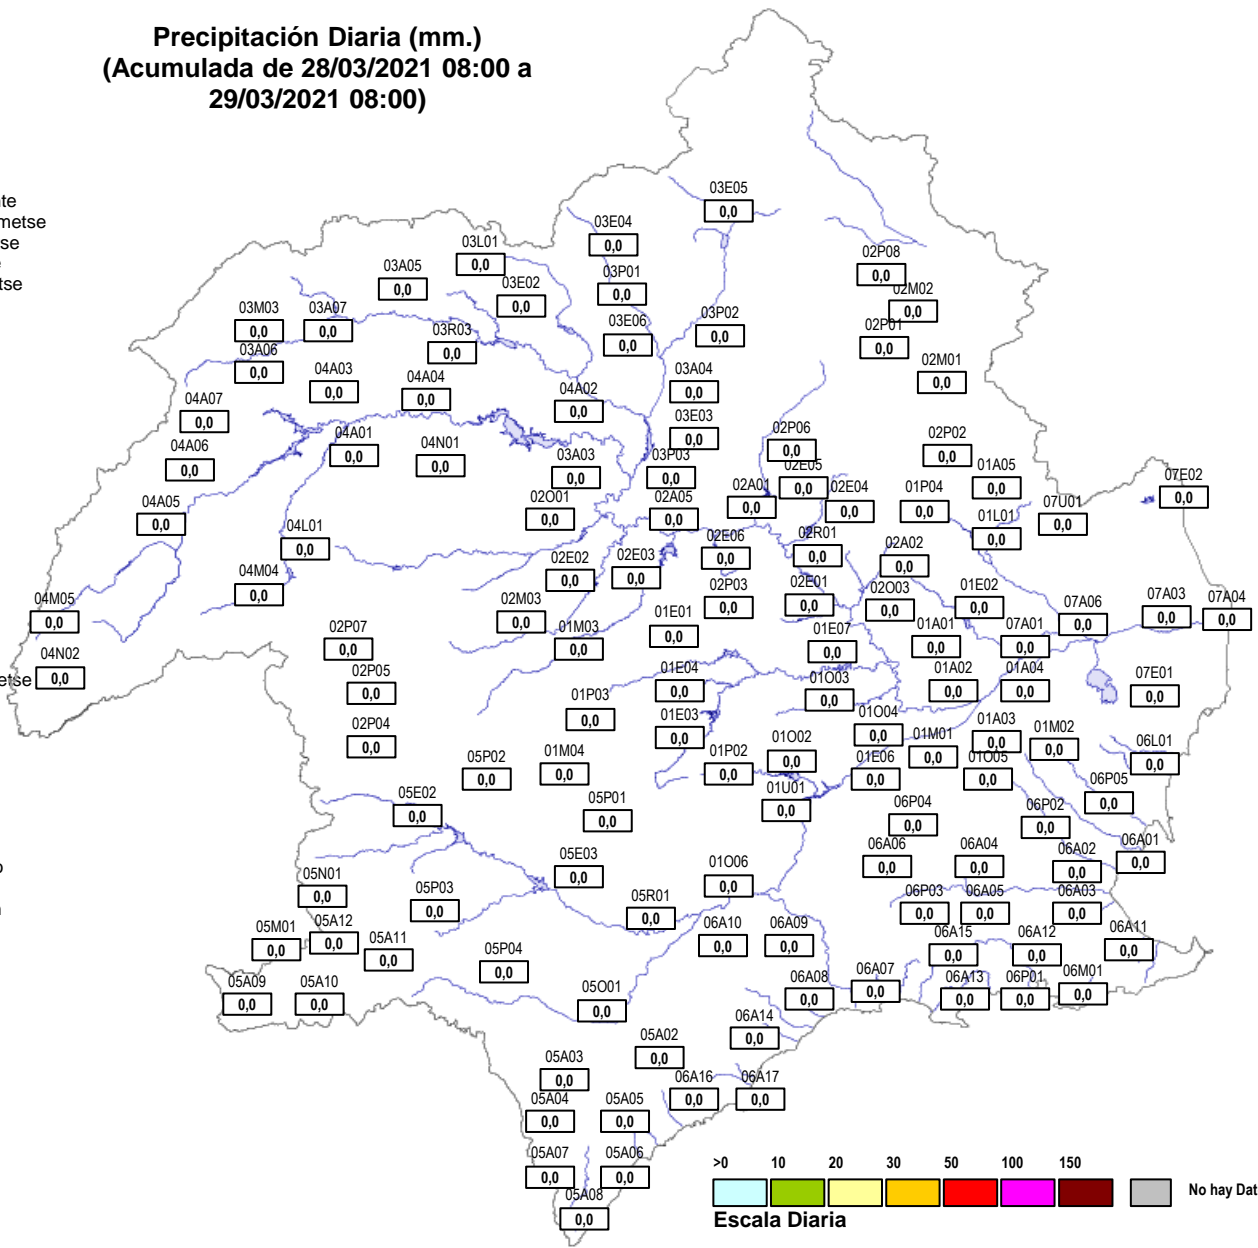 Precipitación Diaria (mm.)
(Acumulada de 28/03/2021 08:00 a
29/03/2021 08:00)
03E05
0,0
03E04
0,0
03L01
0,0
03A05
0,0
03E02
0,0
03P01
0,0
02P08
0,0
02M02
0,0
03M03
0,0
03A07
0,0
03R03
0,0
03E06
0,0
03P02
0,0
02P01
0,0
03A06
0,0
04A03
0,0
04A04
0,0
04A02
0,0
03A04
0,0
02M01
0,0
04A07
0,0
03E03
0,0
04A06
0,0
04A01
0,0
04N01
0,0
03A03
0,0
03P03
0,0
02P06
0,0
02P02
0,0
02E05
0,0
01A05
0,0
07E02
0,0
04A05
0,0
02O01
0,0
02A05
0,0
02A01
0,0
02E04
0,0
01P04
0,0
07U01
0,0
04L01
0,0
01L01
0,0
02E06
0,0
02R01
0,0
02A02
0,0
02E02
0,0
02E03
0,0
04M04
0,0
04M05
0,0
02M03
0,0
02P03
0,0
02E01
0,0
02O03
0,0
01E02
0,0
07A06
0,0
07A03
0,0
07A04
0,0
02P07
0,0
01M03
0,0
01E01
0,0
01E07
0,0
01A01
0,0
07A01
0,0
04N02
0,0
02P05
0,0
01E04
0,0
01O03
0,0
01A02
0,0
01A04
0,0
07E01
0,0
01P03
0,0
02P04
0,0
01E03
0,0
01O04
0,0
01A03
0,0
01M02
0,0
05P02
0,0
01M04
0,0
01P02
0,0
01O02
0,0
01M01
0,0
01E06
0,0
01O05
0,0
06L01
0,0
05E02
0,0
05P01
0,0
01U01
0,0
06P04
0,0
06P02
0,0
06P05
0,0
05E03
0,0
01O06
0,0
06A06
0,0
06A04
0,0
06A02
0,0
06A01
0,0
05N01
0,0
05P03
0,0
05R01
0,0
06P03
0,0
06A05
0,0
06A03
0,0
05M01
0,0
05A12
0,0
05A11
0,0
05P04
0,0
06A10
0,0
06A09
0,0
06A15
0,0
06A12
0,0
06A11
0,0
05A09
0,0
05A10
0,0
05O01
0,0
06A08
0,0
06A07
0,0
06A13
0,0
06P01
0,0
06M01
0,0
05A02
0,0
06A14
0,0
05A03
0,0
06A16
0,0
06A17
0,0
05A04
0,0
05A05
0,0
05A07
0,0
05A06
0,0
05A08
0,0
>0 10 20 30 50 100 150
No hay Dat
Escala Diaria